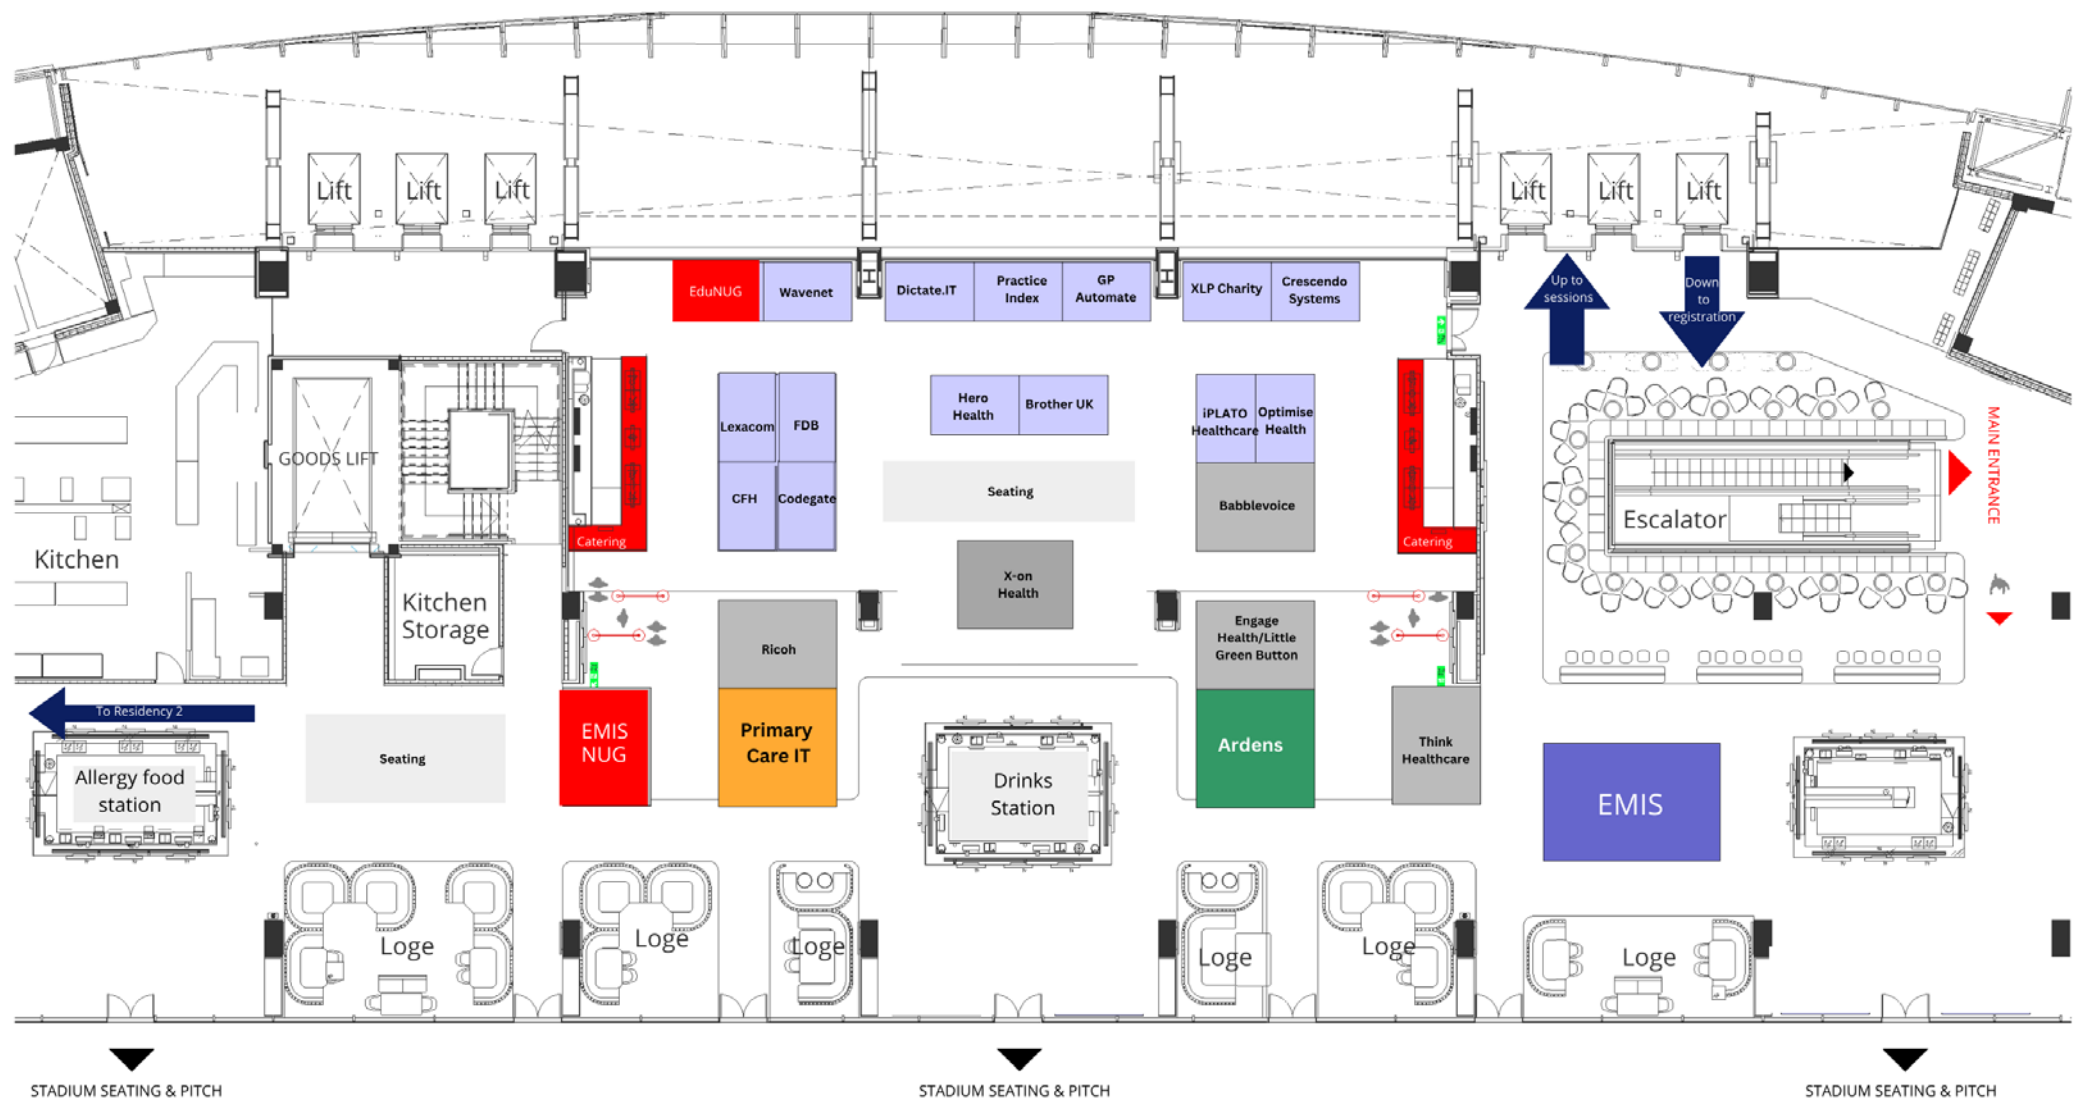 Lift
Lift
Lift
Lift
Lift
Lift
EduNUG
Wavenet
Dictate.IT
Practice
Index
GP
Automate
XLP Charity
Crescendo
Systems
Up to
sessions
Down
to
registration
Lexacom
FDB
CFH
Codegate
Hero
Health
Brother UK
iPLATO
Healthcare
Optimise
Health
Seating
Babblevoice
GOODS LIFT
Kitchen
Kitchen
Storage
Catering
Catering
Escalator
MAIN ENTRANCE
X-on
Health
Ricoh
Engage
Health/Little
Green Button
To Residency 2
Allergy food
station
Seating
EMIS
NUG
Primary
Care IT
Drinks
Station
Ardens
Think
Healthcare
EMIS
Loge
Loge
Loge
Loge
Loge
Loge
STADIUM SEATING & PITCH
STADIUM SEATING & PITCH
STADIUM SEATING & PITCH